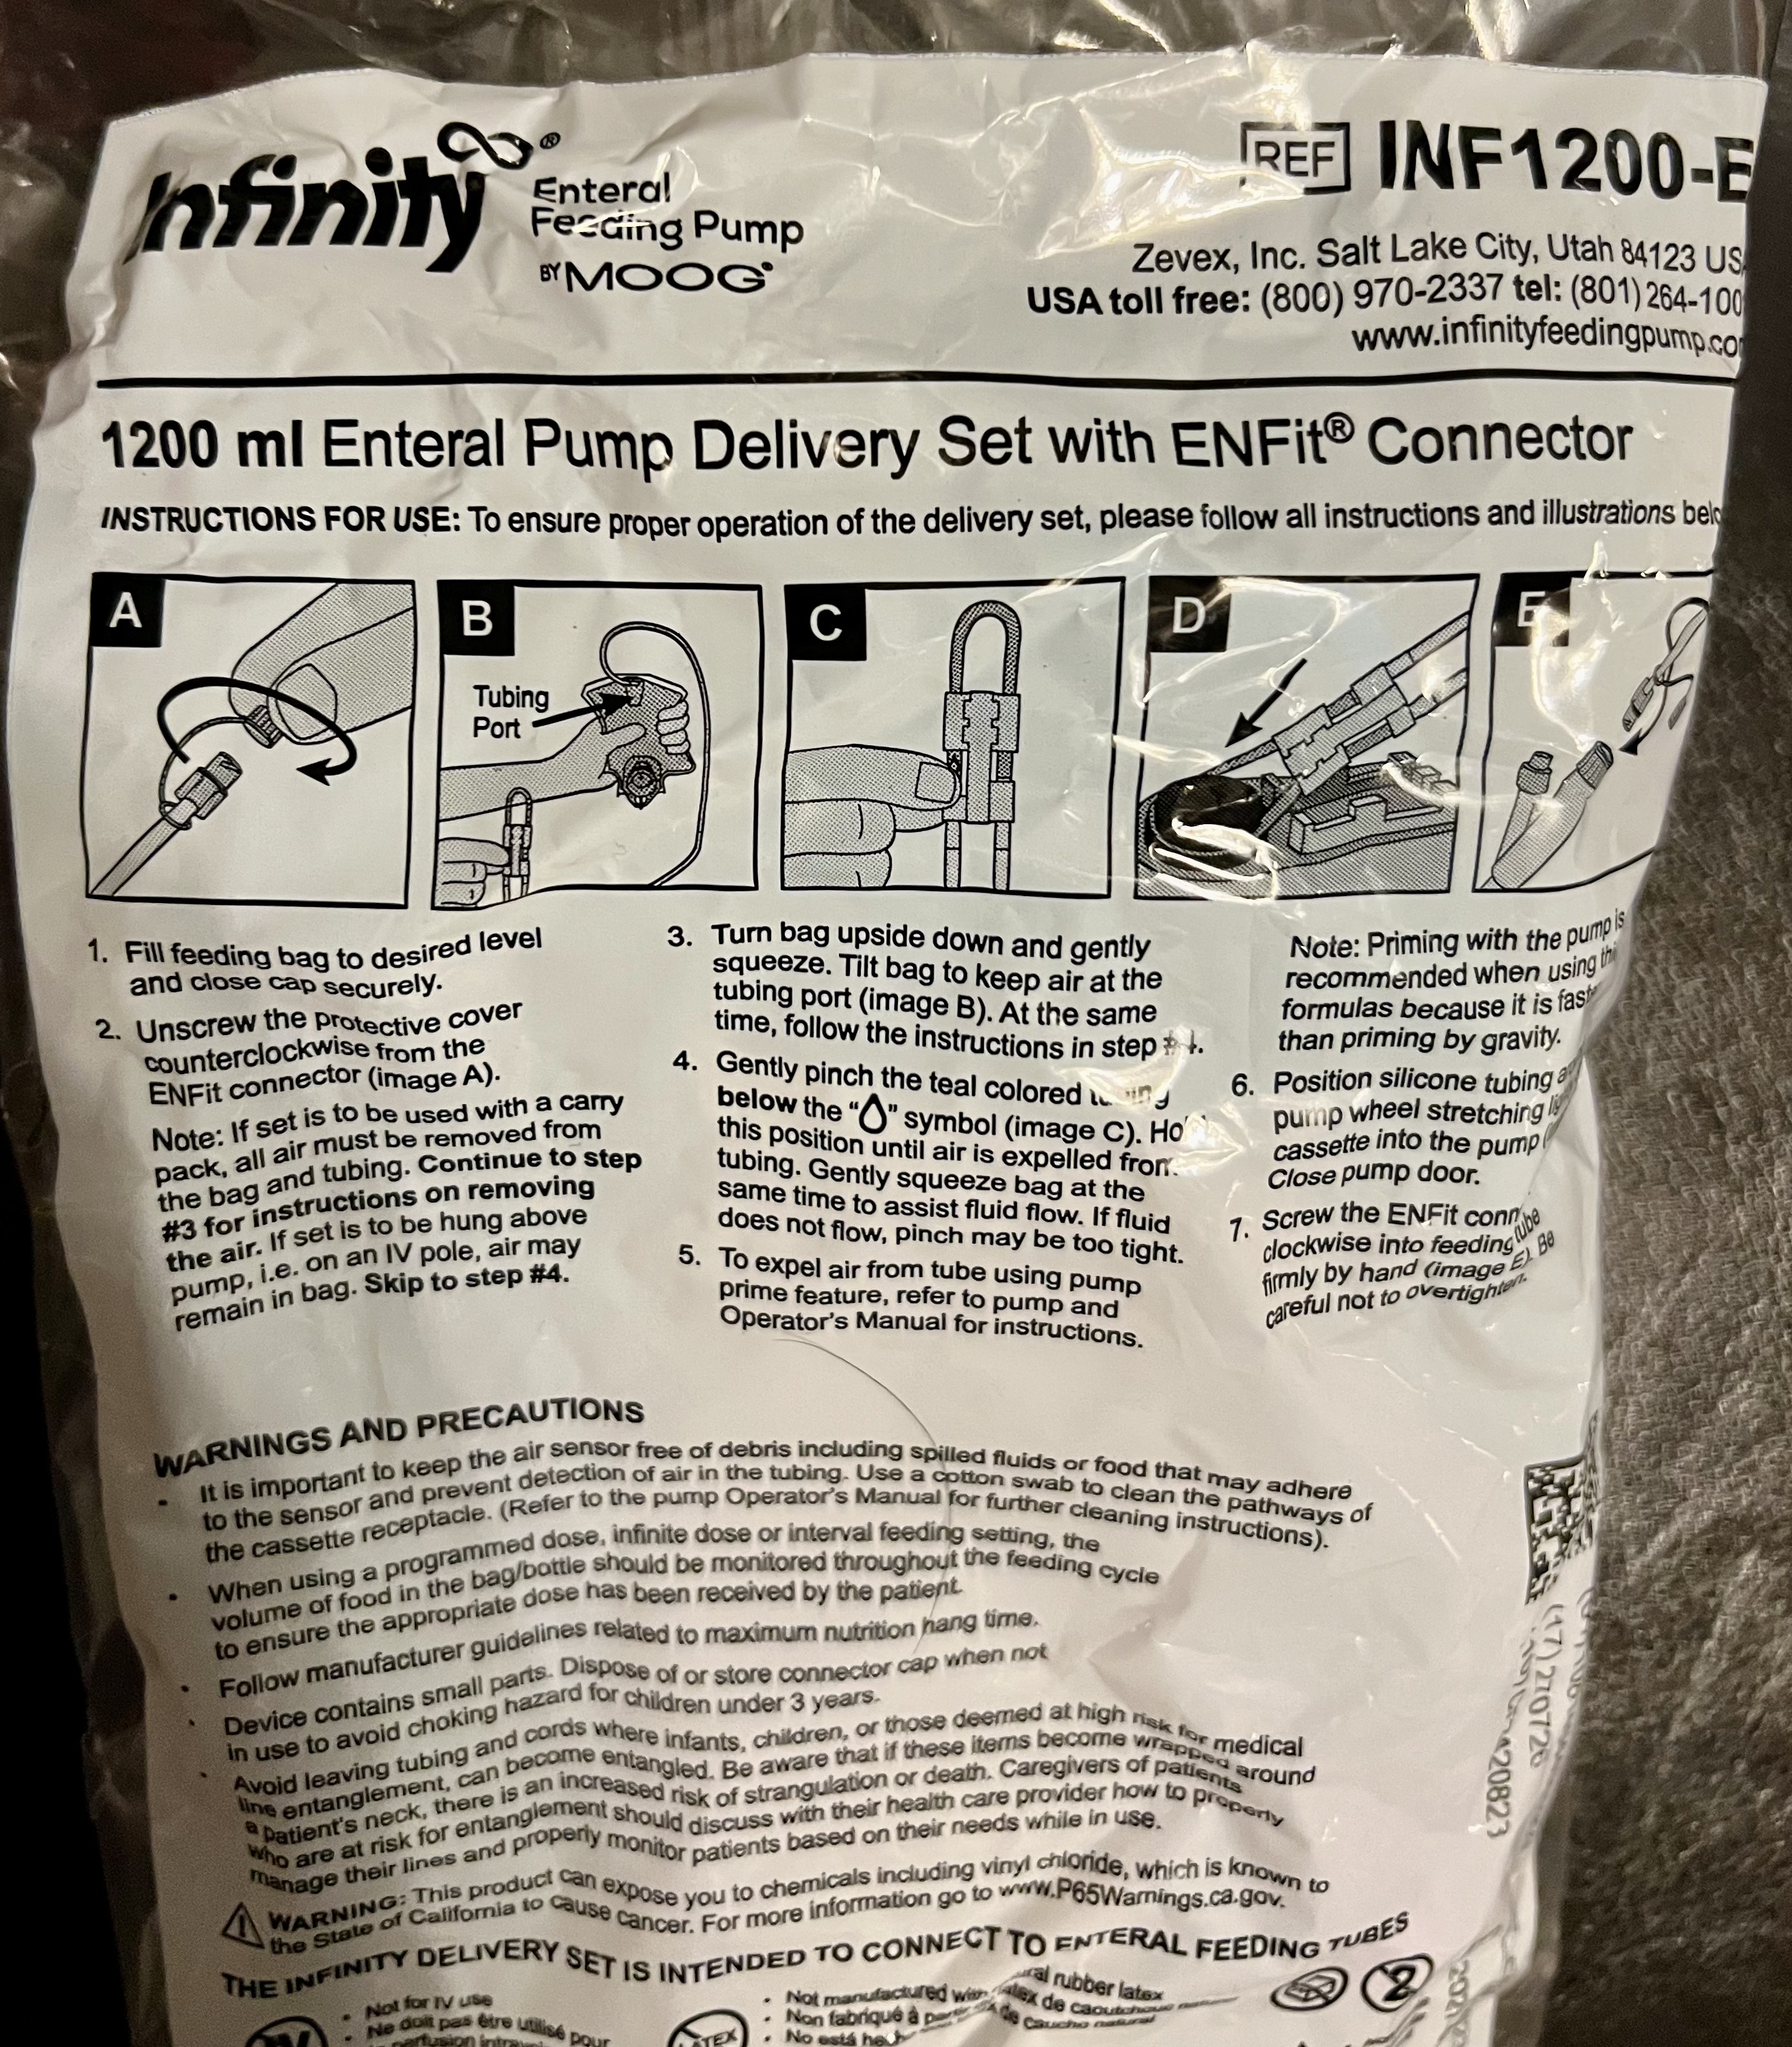 Infinity®
Enteral
Feeding Pump
BY MOOG®
REF INF1200-E
Zevex, Inc. Salt Lake City, Utah 84123 US
USA toll free: (800) 970-2337 tel: (801) 264-100
www.infinityfeedingpump.co
1200 ml Enteral Pump Delivery Set with ENFit® Connector
INSTRUCTIONS FOR USE: To ensure proper operation of the delivery set, please follow all instructions and illustrations
A
B
Tubing
Port
C
D
E
1. Fill feeding bag to desired level
and close cap securely.
2. Unscrew the protective cover
counterclockwise from the
ENFit connector (image A).
Note: If set is to be used with a carry
pack, all air must be removed from
the bag and tubing. Continue to step
#3 for instructions on removing
the air. If set is to be hung above
pump, i.e. on an IV pole, air may
remain in bag. Skip to step #4.
3. Turn bag upside down and gently
squeeze. Tilt bag to keep air at the
tubing port (image B). At the same
time, follow the instructions in step #4.
4. Gently pinch the teal colored
below the “ ” symbol (image C).
this position until air is expelled from
tubing. Gently squeeze bag at the
same time to assist fluid flow. If fluid
does not flow, pinch may be too tight.
5. To expel air from tube using pump
prime feature, refer to pump and
Operator's Manual for instructions.
Note: Priming with the pump is
recommended when using
formulas because it is
than priming by gravity.
6. Position silicone tubing
pump wheel stretching
cassette into the pump
Close pump door.
7. Screw the ENFit
clockwise into feeding tube
firmly by hand (image E). Be
careful not to overtighten.
WARNINGS AND PRECAUTIONS
• It is important to keep the air sensor free of debris including spilled fluids or food that may adhere
to the sensor and prevent detection of air in the tubing. Use a cotton swab to clean the pathways of
the cassette receptacle. (Refer to the pump Operator's Manual for further cleaning instructions).
• When using a programmed dose, infinite dose or interval feeding setting, the
volume of food in the bag/bottle should be monitored throughout the feeding cycle
to ensure the appropriate dose has been received by the patient.
• Follow manufacturer guidelines related to maximum nutrition hang time.
• Device contains small parts. Dispose of or store connector cap when not
in use to avoid choking hazard for children under 3 years.
• Avoid leaving tubing and cords where infants, children, or those deemed at high risk for medical
line entanglement, can become entangled. Be aware that if these items become wrapped around
a patient's neck, there is an increased risk of strangulation or death. Caregivers of patients
who are at risk for entanglement should discuss with their health care provider how to properly
manage their lines and properly monitor patients based on their needs while in use.
WARNING: This product can expose you to chemicals including vinyl chloride, which is known to
the State of California to cause cancer. For more information go to www.P65Warnings.ca.gov.
THE INFINITY DELIVERY SET IS INTENDED TO CONNECT TO ENTERAL FEEDING TUBES
• Not for IV use
• Ne doit pas être utilisé pour
IV
LATEX
• Not manufactured with rubber latex
• Non fabriqué à de caoutchouc
• No está de caucho natural
2
(17)270726